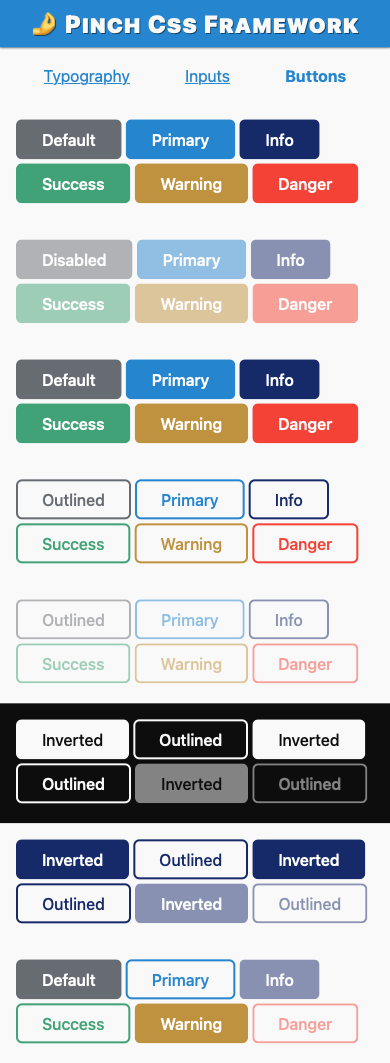 🤌 Pinch Css Framework
Typography Inputs Buttons
Default Primary Info
Success Warning Danger
Disabled Primary Info
Success Warning Danger
Default Primary Info
Success Warning Danger
Outlined Primary Info
Success Warning Danger
Outlined Primary Info
Success Warning Danger
Inverted Outlined Inverted
Outlined Inverted Outlined
Inverted Outlined Inverted
Outlined Inverted Outlined
Default Primary Info
Success Warning Danger